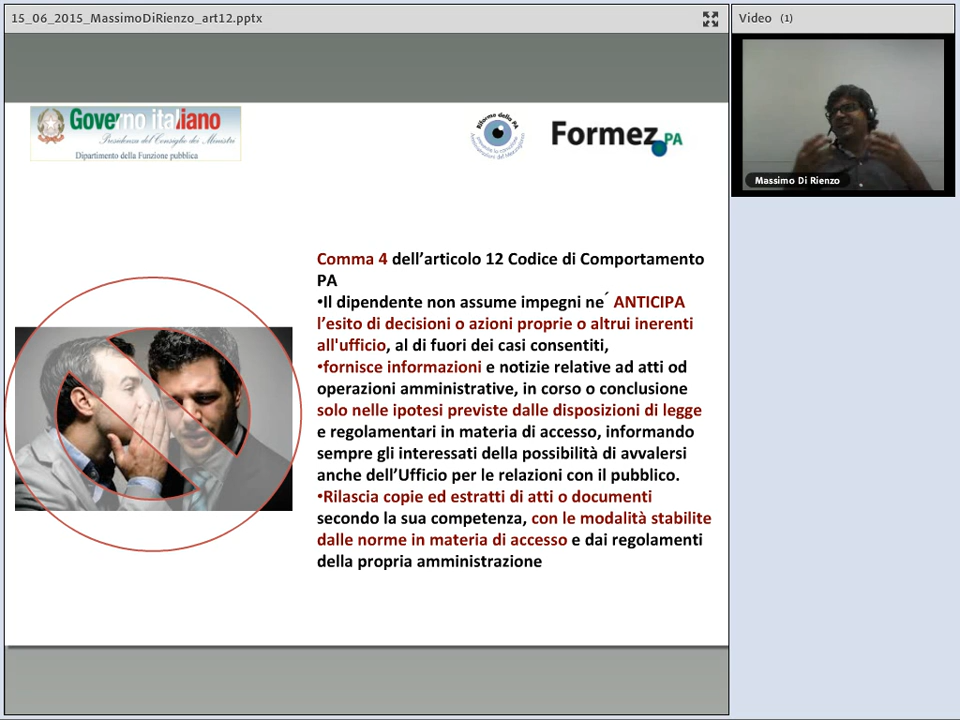 15_06_2015_MassimoDiRienzo_art12.pptx
Video (1)
Governo italiano
Presidenza del Consiglio dei Ministri
Dipartimento della Funzione pubblica
Riforma della PA
Formez PA
Massimo Di Rienzo
Comma 4 dell’articolo 12 Codice di Comportamento
PA
•Il dipendente non assume impegni ne´ ANTICIPA
l’esito di decisioni o azioni proprie o altrui inerenti
all'ufficio, al di fuori dei casi consentiti,
•fornisce informazioni e notizie relative ad atti od
operazioni amministrative, in corso o conclusione
solo nelle ipotesi previste dalle disposizioni di legge
e regolamentari in materia di accesso, informando
sempre gli interessati della possibilità di avvalersi
anche dell’Ufficio per le relazioni con il pubblico.
•Rilascia copie ed estratti di atti o documenti
secondo la sua competenza, con le modalità stabilite
dalle norme in materia di accesso e dai regolamenti
della propria amministrazione